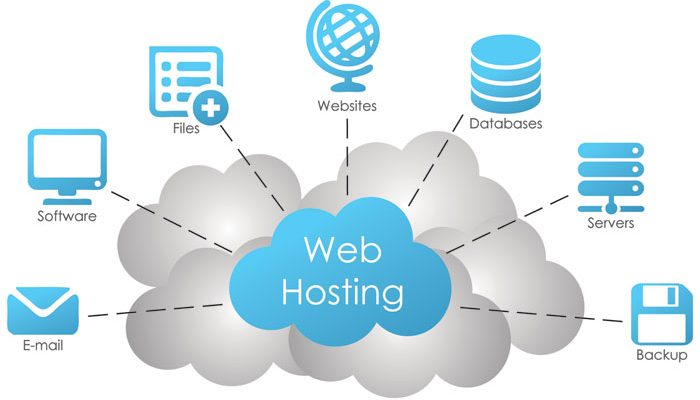 Websites
Databases
Files
Software
Servers
Web
Hosting
E-mail
Backup